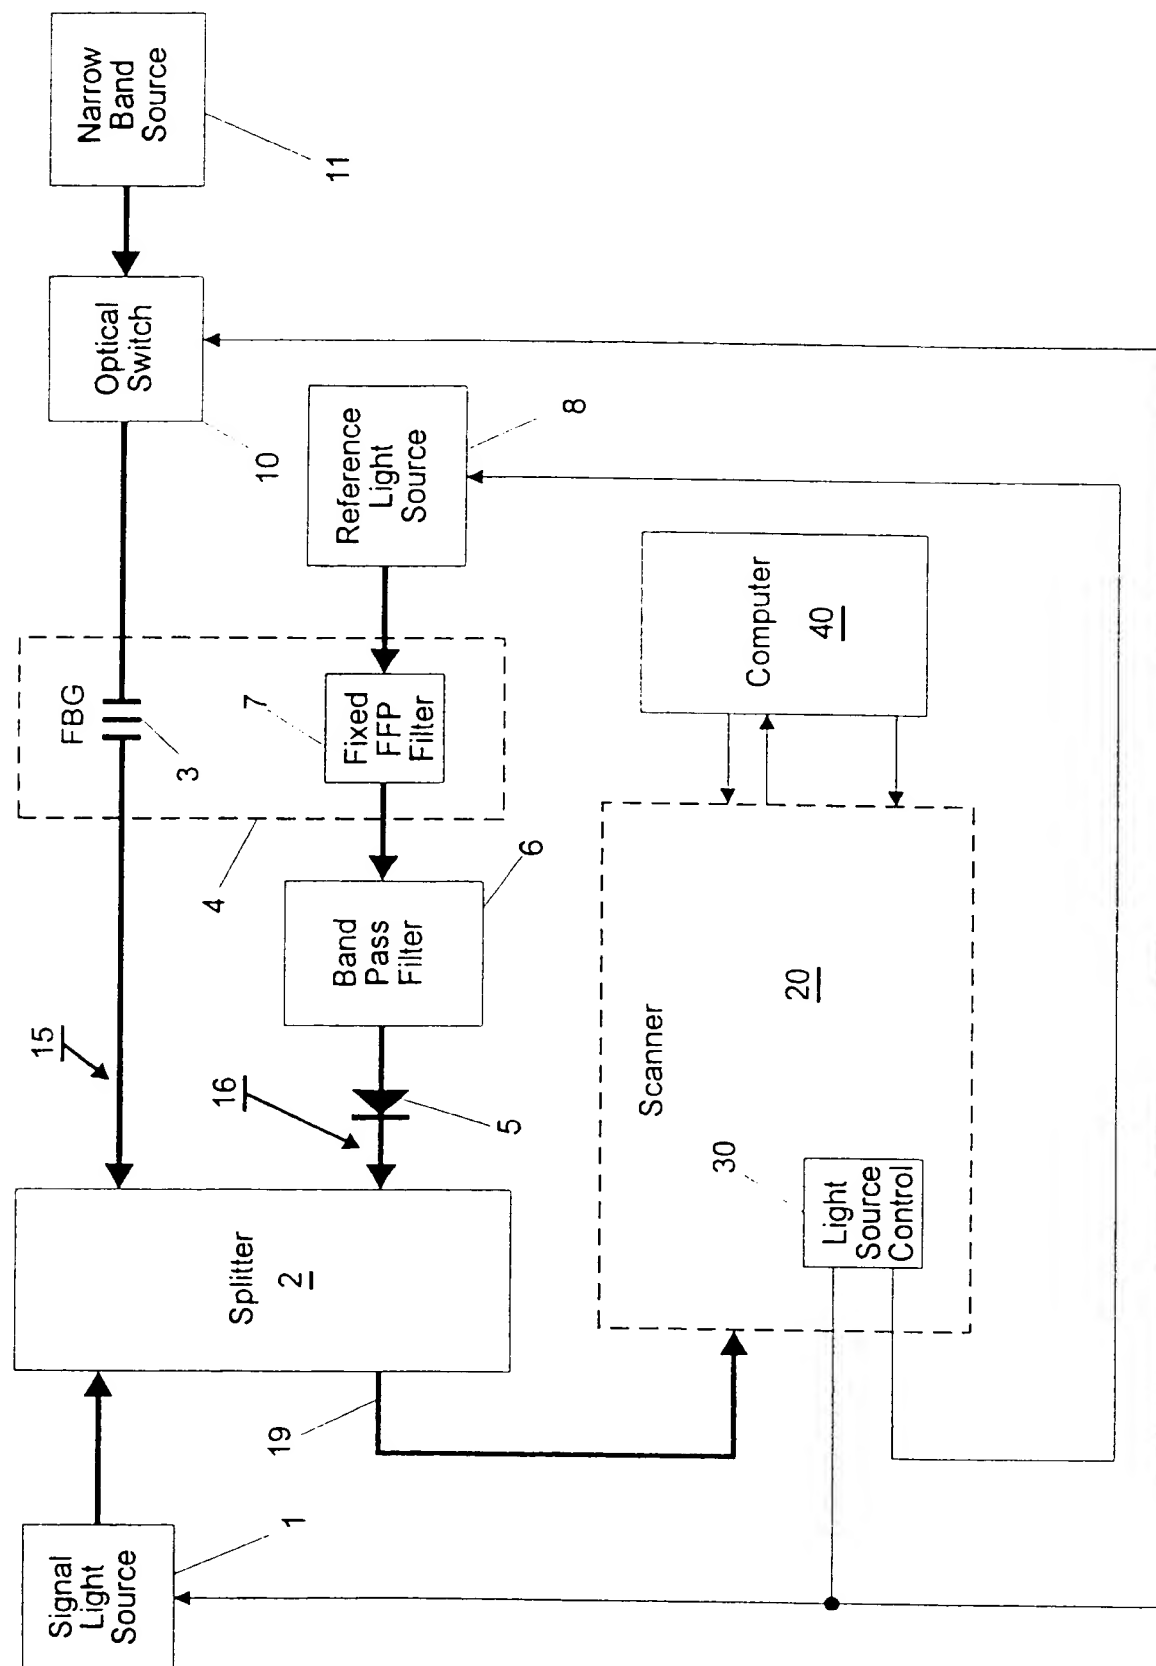 Signal
Light
Source
1
Splitter
2
19
15
16
5
Band
Pass
Filter
6
4
FBG
3
7
Fixed
FFP
Filter
Reference
Light
Source
8
Optical
Switch
10
Narrow
Band
Source
11
Scanner
20
30
Light
Source
Control
Computer
40